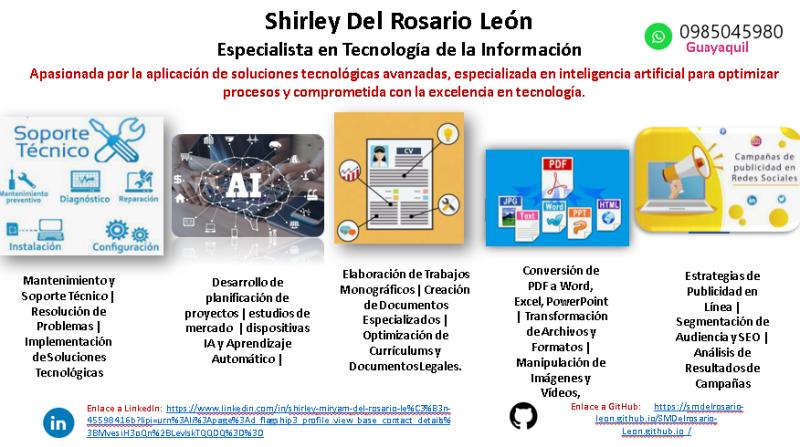 Shirley Del Rosario León
Especialista en Tecnología de la Información
0985045980
Guayaquil
Apasionada por la aplicación de soluciones tecnológicas avanzadas, especializada en inteligencia artificial para optimizar
procesos y comprometida con la excelencia en tecnología.
Soporte
Técnico
Mantenimiento
preventivo
Diagnóstico
Reparación
Instalación
Configuración
AI
CV
PDF
JPG
Text
Word
PPT
HTML
Campañas de
publicidad en
Redes Sociales
Mantenimiento y
Soporte Técnico |
Resolución de
Problemas |
Implementación
de Soluciones
Tecnológicas
Desarrollo de
planificación de
proyectos | estudios de
mercado | dispositivas
IA y Aprendizaje
Automático |
Elaboración de Trabajos
Monográficos | Creación
de Documentos
Especializados |
Optimización de
Currículums y
Documentos Legales.
Conversión de
PDF a Word,
Excel, PowerPoint
| Transformación
de Archivos y
Formatos |
Manipulación de
Imágenes y
Vídeos,
Estrategias de
Publicidad en
Línea |
Segmentación de
Audiencia y SEO |
Análisis de
Resultados de
Campañas
in
Enlace a LinkedIn: https://www.linkedin.com/in/shirley-miryam-del-rosario-le%C3%B3n-
45598416b?lipi=urn%3Ali%3Apage%3Ad_flagship3_profile_view_base_contact_details%
Enlace a GitHub: https://smdelrosario-
leon.github.io/SMDelrosario-
Leon.github.io /